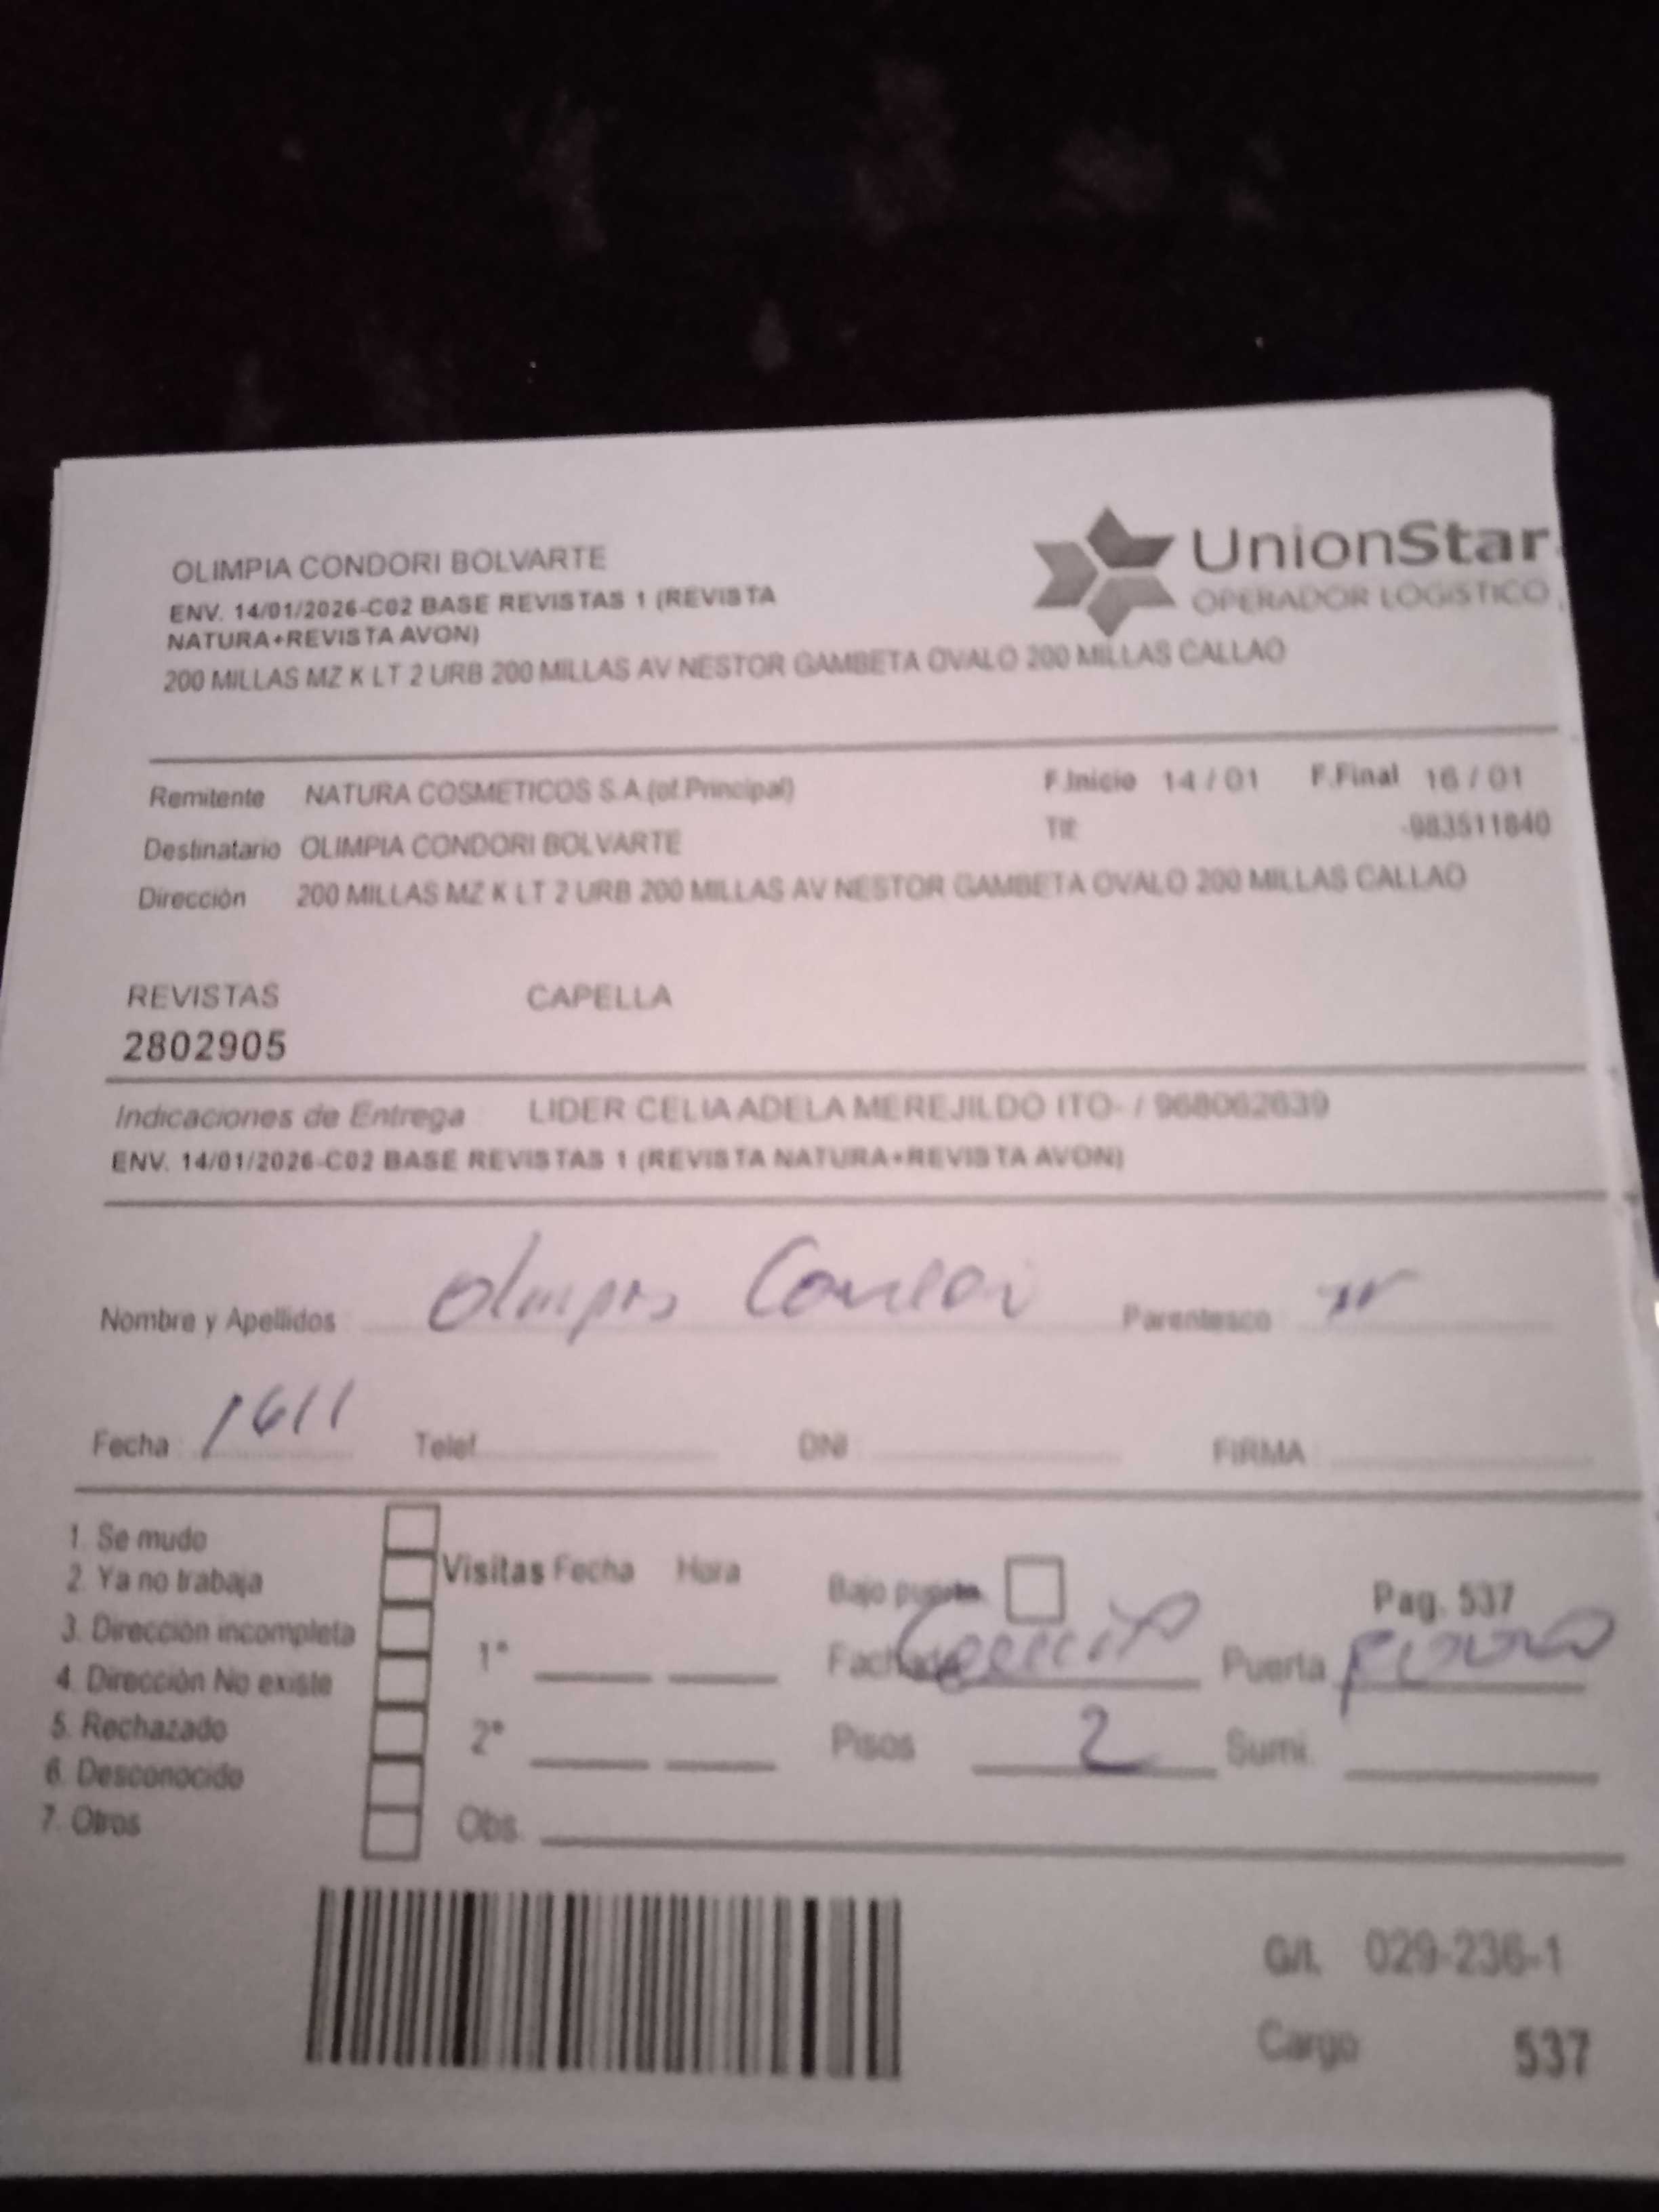 OLIMPIA CONDORI BOLVARTE
UnionStar
OPERADOR LOGISTICO
ENV. 14/01/2026-C02 BASE REVISTAS 1 (REVISTA
NATURA+REVISTA AVON)
200 MILLAS MZ K LT 2 URB 200 MILLAS AV NESTOR GAMBETA OVALO 200 MILLAS CALLAO
Remitente NATURA COSMETICOS S.A.(of.Principal) F.Inicio 14 / 01 F.Final 16 / 01
Destinatario OLIMPIA CONDORI BOLVARTE Tlf. -983511840
Dirección 200 MILLAS MZ K LT 2 URB 200 MILLAS AV NESTOR GAMBETA OVALO 200 MILLAS CALLAO
REVISTAS CAPELLA
2802905
Indicaciones de Entrega LIDER CELIA ADELA MEREJILDO ITO- / 968062639
ENV. 14/01/2026-C02 BASE REVISTAS 1 (REVISTA NATURA+REVISTA AVON)
Nombre y Apellidos Parentesco
Fecha Telef. DNI FIRMA
1. Se mudo
2. Ya no trabaja
3. Dirección incompleta
4. Dirección No existe
5. Rechazado
6. Desconocido
7. Otros
Visitas Fecha Hora
1°
2°
Obs.
Bajo puerta Pag. 537
Fachada Puerta
Pisos 2 Sumi.
G/I. 029-236-1
Cargo 537